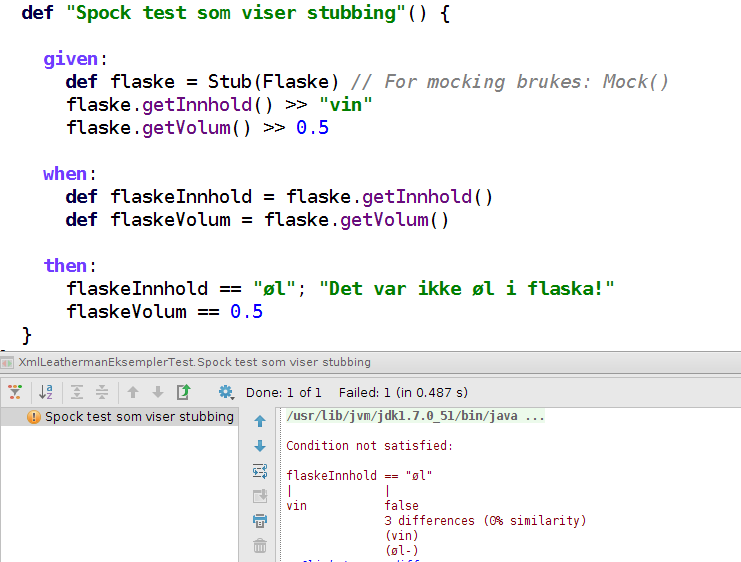 def "Spock test som viser stubbing"() {
given:
def flaske = Stub(Flaske) // For mocking brukes: Mock()
flaske.getInnhold() >> "vin"
flaske.getVolum() >> 0.5
when:
def flaskeInnhold = flaske.getInnhold()
def flaskeVolum = flaske.getVolum()
then:
flaskeInnhold == "øl"; "Det var ikke øl i flaska!"
flaskeVolum == 0.5
}
XmlLeathermanEksemplerTest.Spock test som viser stubbing
Done: 1 of 1 Failed: 1 (in 0.487 s)
Spock test som viser stubbing
/usr/lib/jvm/jdk1.7.0_51/bin/java ...
Condition not satisfied:
flaskeInnhold == "øl"
| |
vin false
3 differences (0% similarity)
(vin)
(øl-)